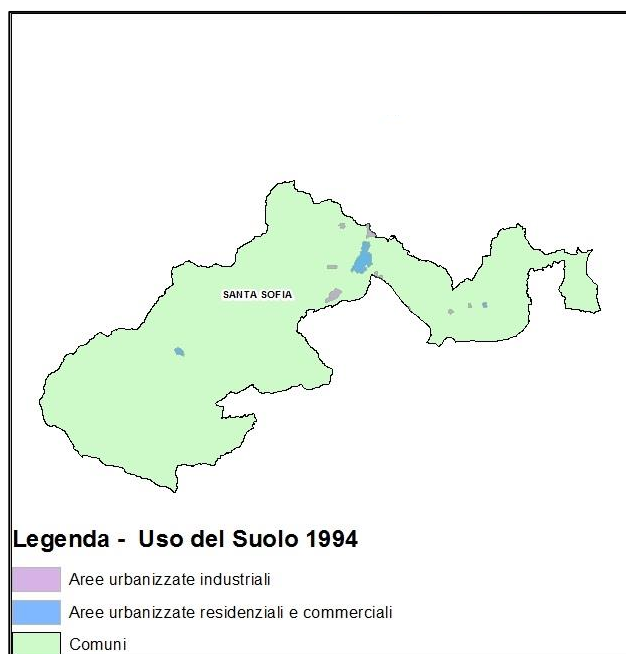 SANTA SOFIA
Legenda - Uso del Suolo 1994
Aree urbanizzate industriali
Aree urbanizzate residenziali e commerciali
Comuni